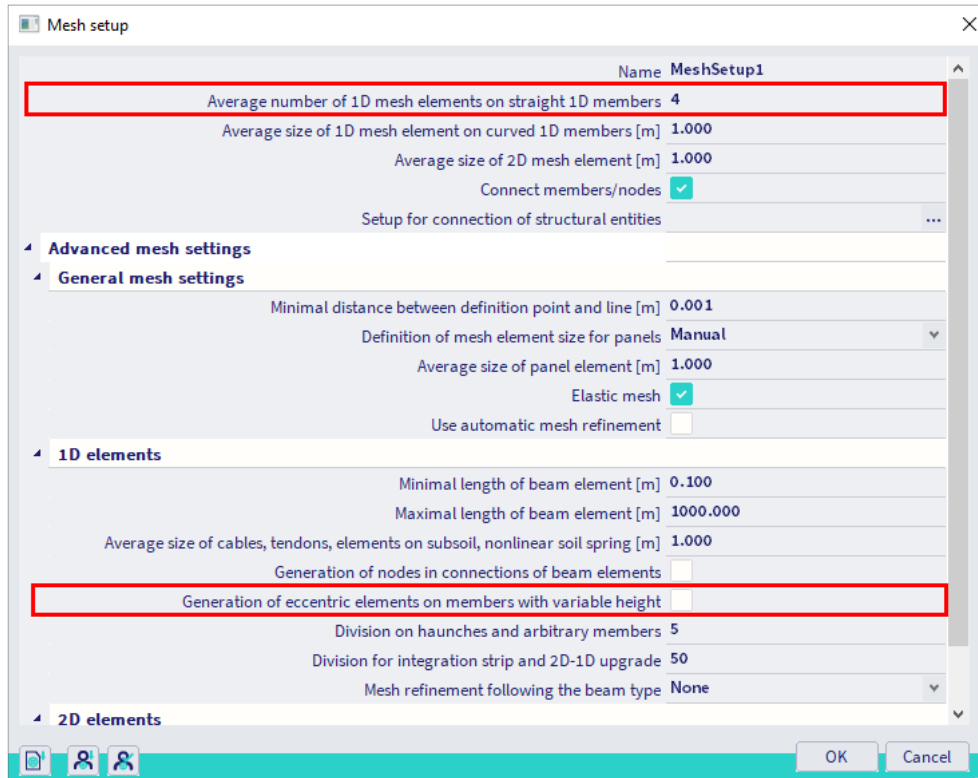 Mesh setup
Name MeshSetup1
Average number of 1D mesh elements on straight 1D members 4
Average size of 1D mesh element on curved 1D members [m] 1.000
Average size of 2D mesh element [m] 1.000
Connect members/nodes
Setup for connection of structural entities ...
Advanced mesh settings
General mesh settings
Minimal distance between definition point and line [m] 0.001
Definition of mesh element size for panels Manual
Average size of panel element [m] 1.000
Elastic mesh
Use automatic mesh refinement
1D elements
Minimal length of beam element [m] 0.100
Maximal length of beam element [m] 1000.000
Average size of cables, tendons, elements on subsoil, nonlinear soil spring [m] 1.000
Generation of nodes in connections of beam elements
Generation of eccentric elements on members with variable height
Division on haunches and arbitrary members 5
Division for integration strip and 2D-1D upgrade 50
Mesh refinement following the beam type None
2D elements
OK Cancel